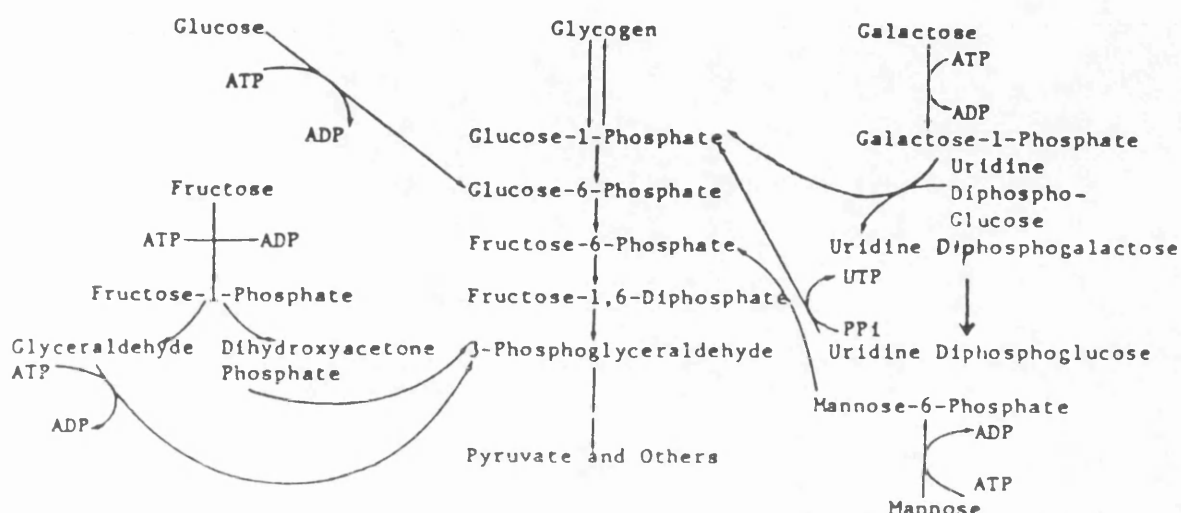 Glucose
Glycogen
Galactose
ATP
ATP
ADP
ADP
Glucose-1-Phosphate
Galactose-1-Phosphate
Uridine
Diphospho-
Glucose
Fructose
Glucose-6-Phosphate
ATP
ADP
Fructose-6-Phosphate
Uridine Diphosphogalactose
UTP
Fructose-1-Phosphate
Fructose-1,6-Diphosphate
PPi
Glyceraldehyde
Dihydroxyacetone
Phosphate
3-Phosphoglyceraldehyde
Uridine Diphosphoglucose
ATP
ADP
Mannose-6-Phosphate
ADP
Pyruvate and Others
ATP
Mannose